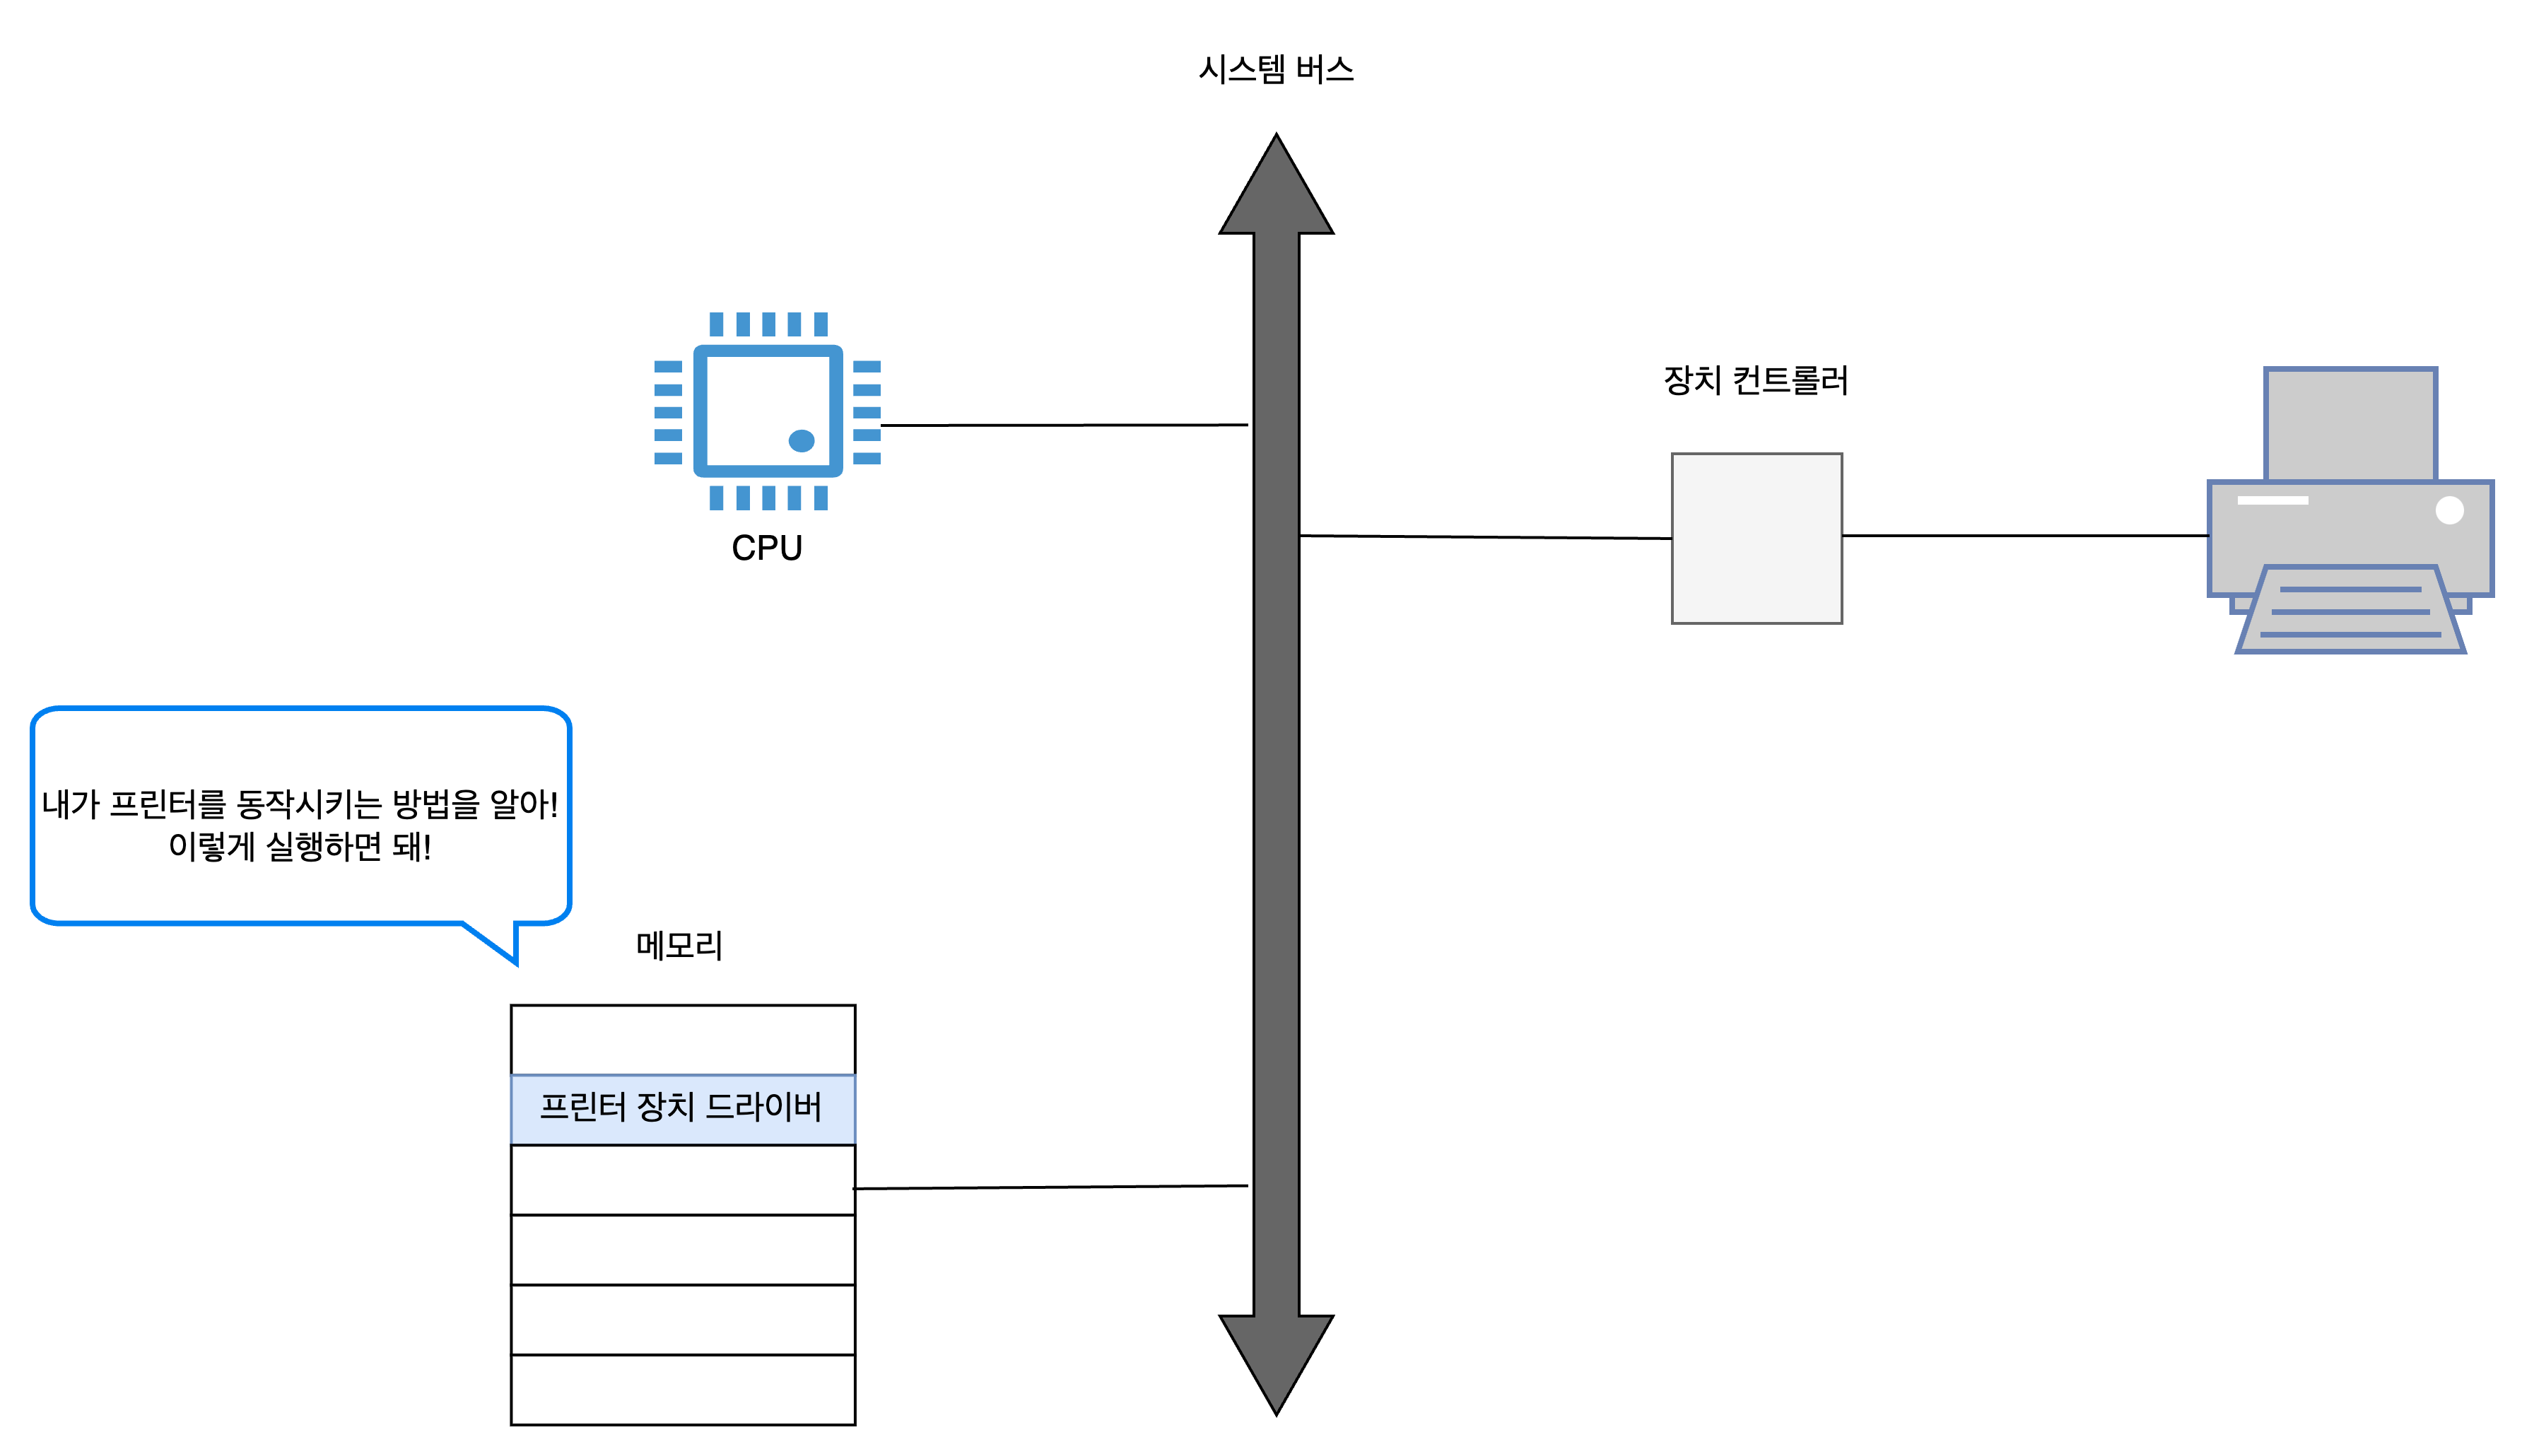 시스템 버스
장치 컨트롤러
CPU
내가 프린터를 동작시키는 방법을 알아!
이렇게 실행하면 돼!
메모리
프린터 장치 드라이버